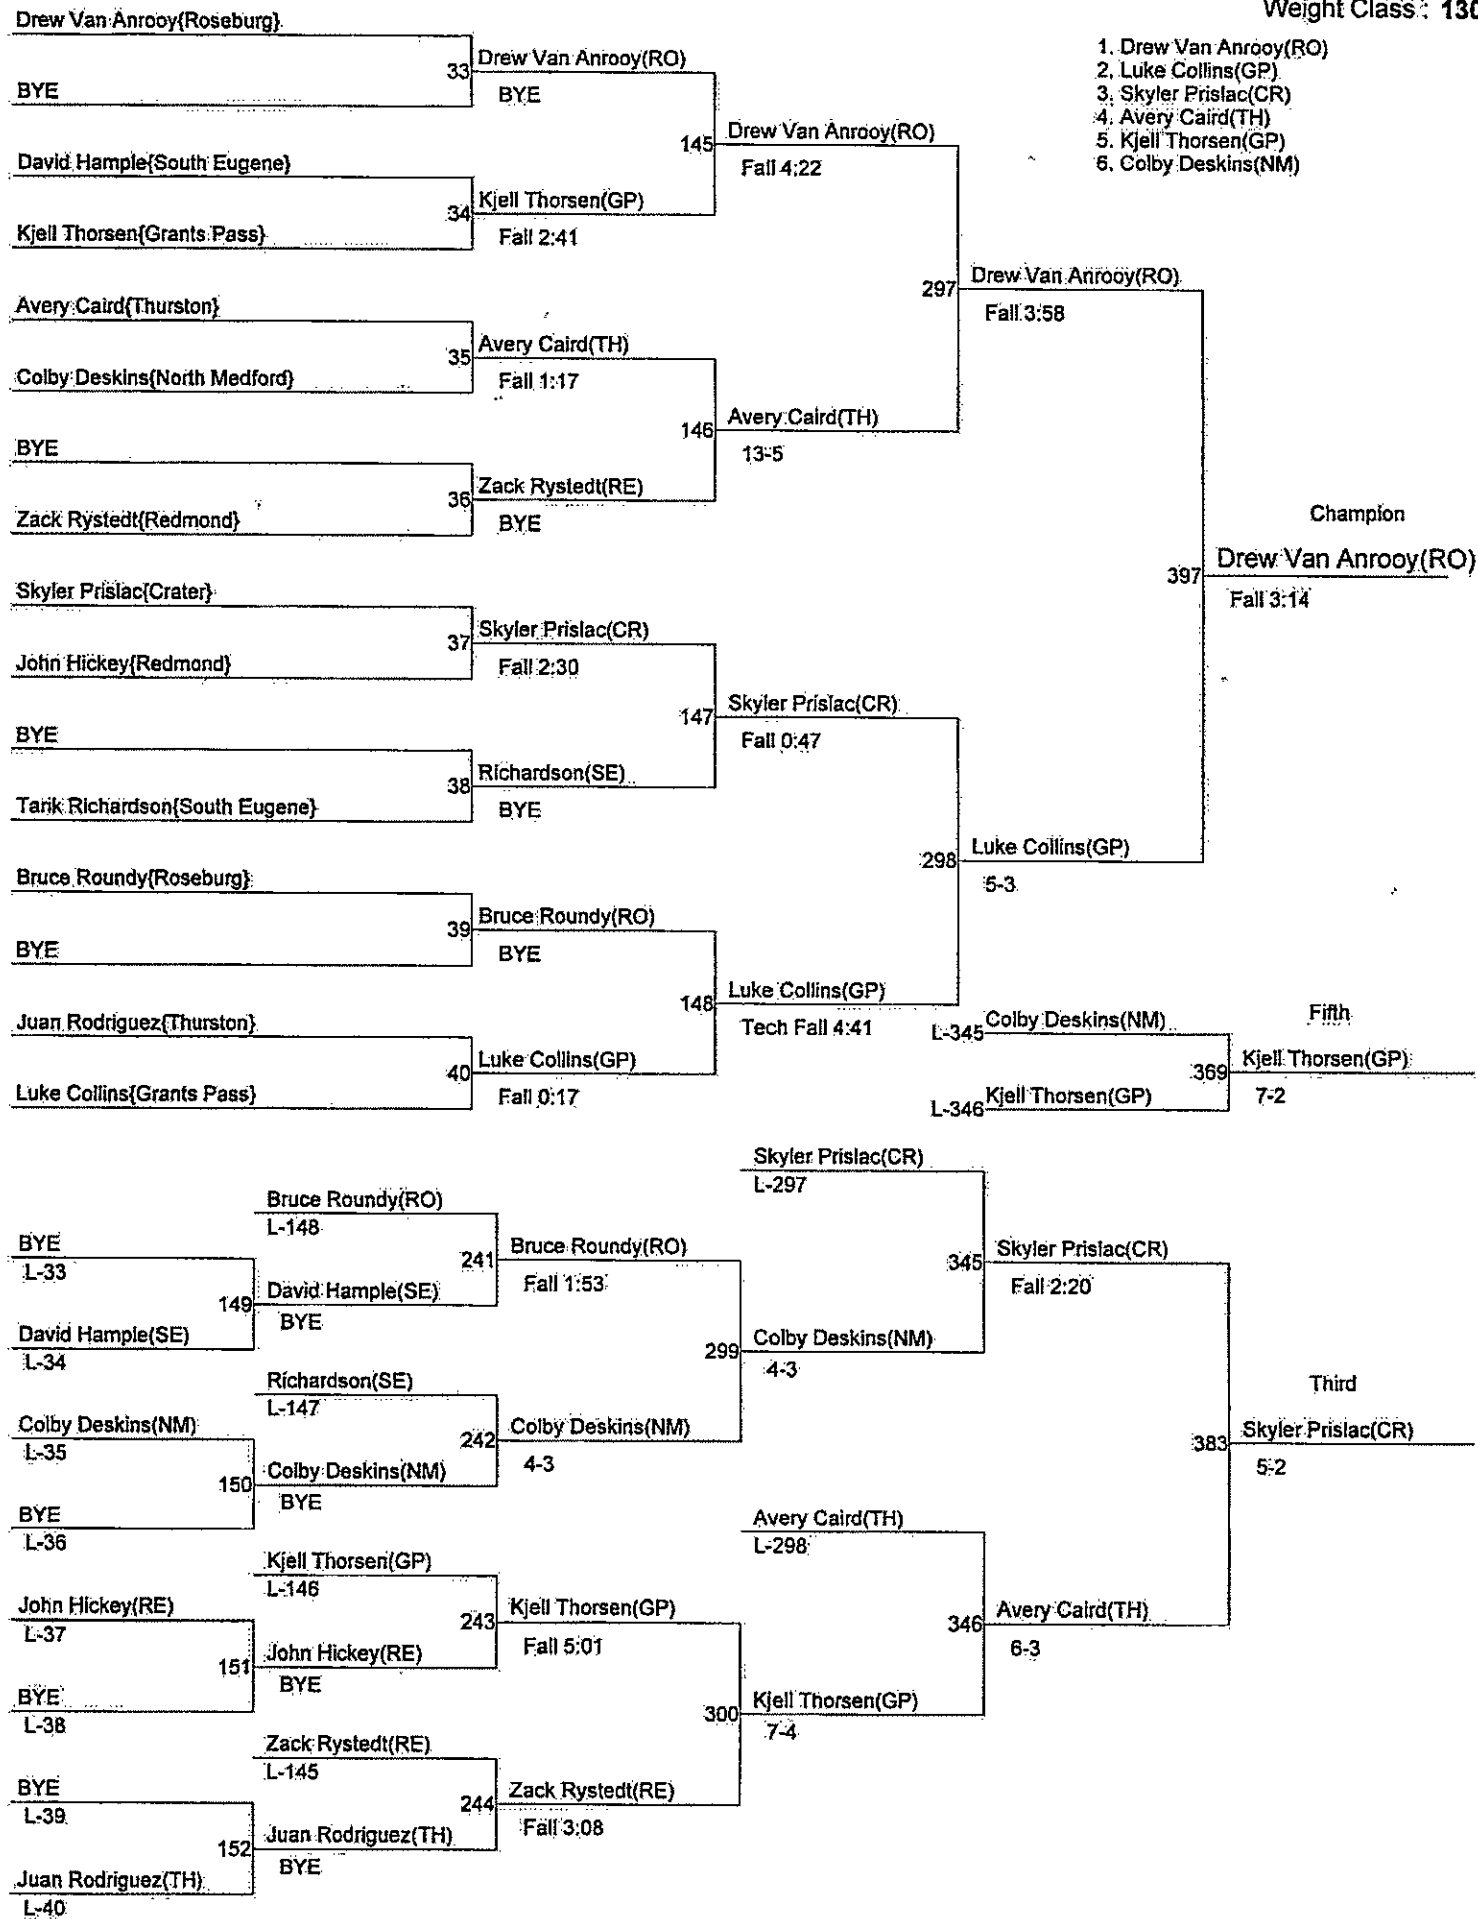 Weight Class : 130
1. Drew Van Anrooy(RO)
2. Luke Collins(GP)
3. Skyler Prislac(CR)
4. Avery Caird(TH)
5. Kjell Thorsen(GP)
6. Colby Deskins(NM)
Drew Van Anrooy{Roseburg}
33 Drew Van Anrooy(RO)
BYE
BYE
145 Drew Van Anrooy(RO)
Fall 4:22
David Hample{South Eugene}
34 Kjell Thorsen(GP)
Kjell Thorsen{Grants Pass}
Fall 2:41
297 Drew Van Anrooy(RO)
Fall 3:58
Avery Caird{Thurston}
35 Avery Caird(TH)
Colby Deskins{North Medford}
Fall 1:17
146 Avery Caird(TH)
13-5
BYE
36 Zack Rystedt(RE)
Zack Rystedt{Redmond}
BYE
Champion
397 Drew Van Anrooy(RO)
Fall 3:14
Skyler Prislac{Crater}
37 Skyler Prislac(CR)
John Hickey{Redmond}
Fall 2:30
147 Skyler Prislac(CR)
Fall 0:47
BYE
38 Richardson(SE)
Tarik Richardson{South Eugene}
BYE
298 Luke Collins(GP)
5-3
Bruce Roundy{Roseburg}
39 Bruce Roundy(RO)
BYE
BYE
148 Luke Collins(GP)
Tech Fall 4:41
Juan Rodriguez{Thurston}
40 Luke Collins(GP)
Luke Collins{Grants Pass}
Fall 0:17
Fifth
L-345 Colby Deskins(NM)
369 Kjell Thorsen(GP)
7-2
L-346 Kjell Thorsen(GP)
Skyler Prislac(CR)
L-297
Bruce Roundy(RO)
L-148
BYE
L-33
241 Bruce Roundy(RO)
Fall 1:53
345 Skyler Prislac(CR)
Fall 2:20
149 David Hample(SE)
BYE
David Hample(SE)
L-34
299 Colby Deskins(NM)
4-3
Richardson(SE)
L-147
Third
Colby Deskins(NM)
L-35
242 Colby Deskins(NM)
4-3
383 Skyler Prislac(CR)
5-2
150 Colby Deskins(NM)
BYE
BYE
L-36
Avery Caird(TH)
L-298
Kjell Thorsen(GP)
L-146
John Hickey(RE)
L-37
243 Kjell Thorsen(GP)
Fall 5:01
346 Avery Caird(TH)
6-3
151 John Hickey(RE)
BYE
BYE
L-38
300 Kjell Thorsen(GP)
7-4
Zack Rystedt(RE)
L-145
BYE
L-39
244 Zack Rystedt(RE)
Fall 3:08
152 Juan Rodriguez(TH)
BYE
Juan Rodriguez(TH)
L-40